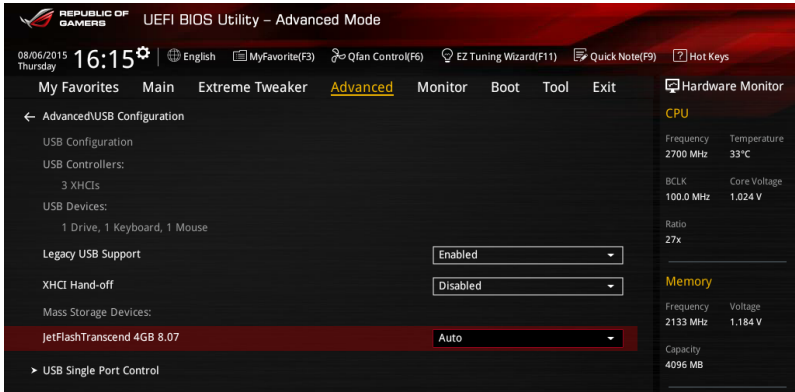 REPUBLIC OF
GAMERS
UEFI BIOS Utility – Advanced Mode
08/06/2015
Thursday
16:15
English
MyFavorite(F3)
Qfan Control(F6)
EZ Tuning Wizard(F11)
Quick Note(F9)
? Hot Keys
My Favorites Main Extreme Tweaker Advanced Monitor Boot Tool Exit
Hardware Monitor
← Advanced\USB Configuration
USB Configuration
USB Controllers:
3 XHCIs
USB Devices:
1 Drive, 1 Keyboard, 1 Mouse
Legacy USB Support Enabled
XHCI Hand-off Disabled
Mass Storage Devices:
JetFlashTranscend 4GB 8.07 Auto
> USB Single Port Control
CPU
Frequency Temperature
2700 MHz 33°C
BCLK Core Voltage
100.0 MHz 1.024 V
Ratio
27x
Memory
Frequency Voltage
2133 MHz 1.184 V
Capacity
4096 MB